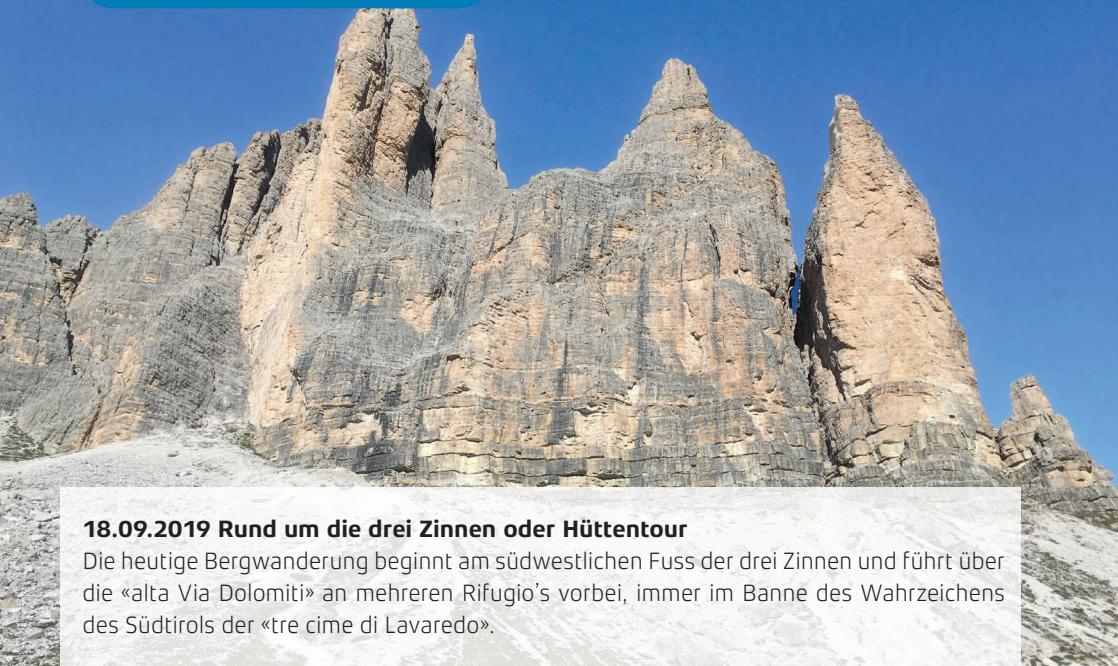 18.09.2019 Rund um die drei Zinnen oder Hüttentour
Die heutige Bergwanderung beginnt am südwestlichen Fuss der drei Zinnen und führt über
die «alta Via Dolomiti» an mehreren Rifugio's vorbei, immer im Banne des Wahrzeichens
des Südtirols der «tre cime di Lavaredo».